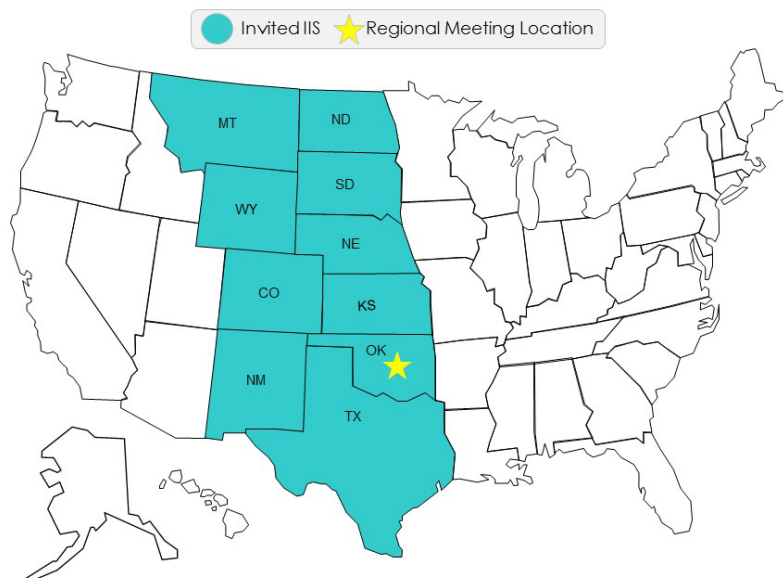 Invited IIS Regional Meeting Location
MT
ND
SD
WY
NE
CO
KS
OK
NM
TX